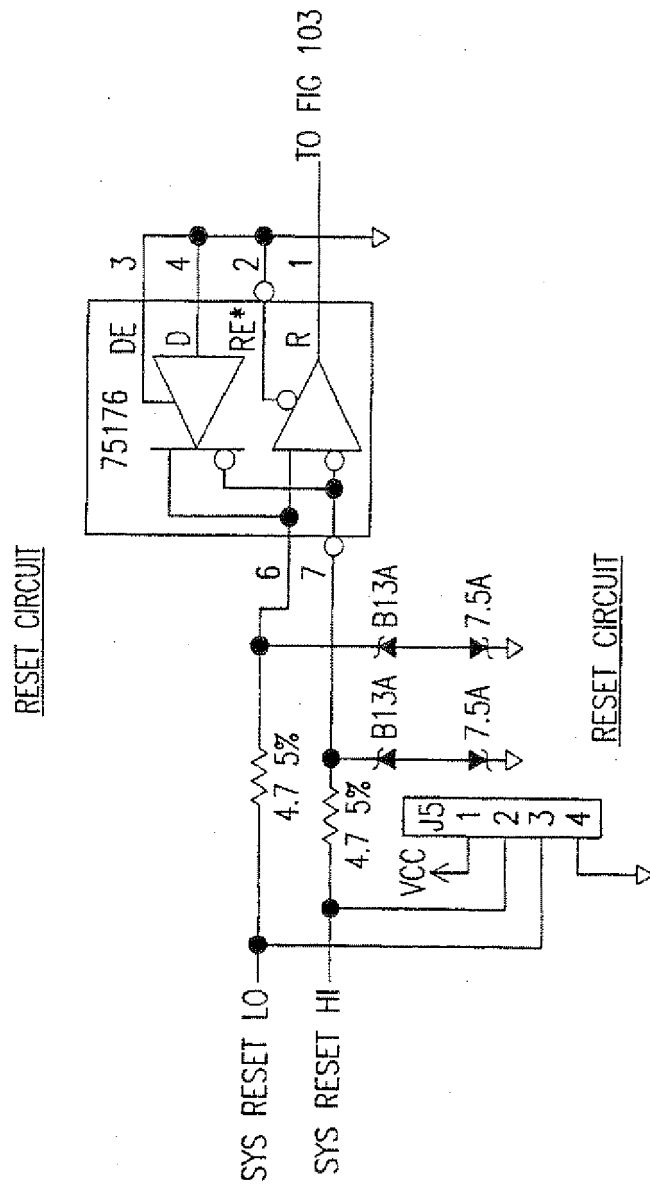 RESET CIRCUIT
75176
DE
3
D
4
RE*
2
R
1
TO FIG 103
6
7
SYS RESET LO
4.7 5%
SYS RESET HI
4.7 5%
B13A
7.5A
B13A
7.5A
VCC
J5
1
2
3
4
RESET CIRCUIT